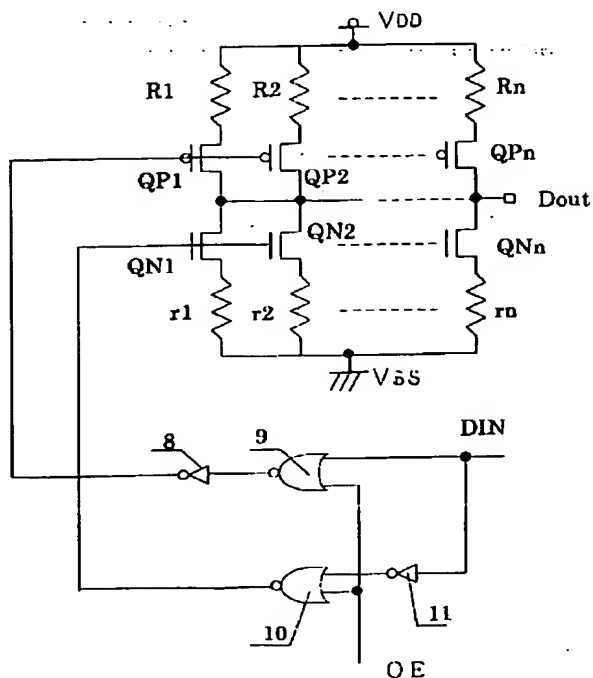 VDD
R1 R2 Rn
QP1 QP2 QPn
Dout
QN1 QN2 QNn
r1 r2 rn
VSS
8 9 DIN
10 11
OE